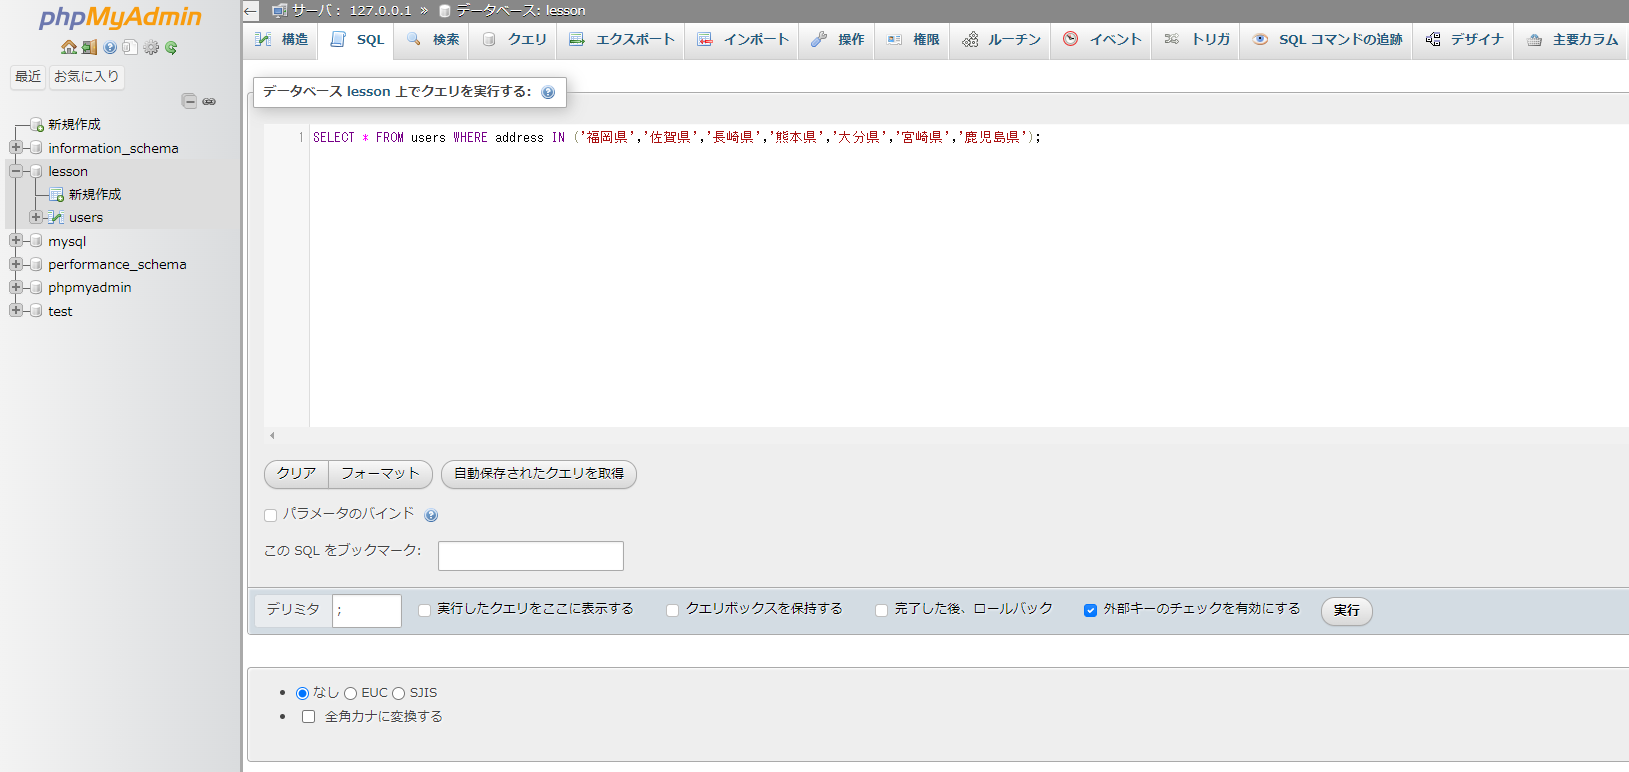 phpMyAdmin
最近 お気に入り
新規作成
information_schema
lesson
新規作成
users
mysql
performance_schema
phpmyadmin
test
← サーバ： 127.0.0.1 » データベース: lesson
構造 SQL 検索 クエリ エクスポート インポート 操作 権限 ルーチン イベント トリガ SQL コマンドの追跡 デザイナ 主要カラム
データベース lesson 上でクエリを実行する:
1 SELECT * FROM users WHERE address IN ('福岡県','佐賀県','長崎県','熊本県','大分県','宮崎県','鹿児島県');
クリア フォーマット 自動保存されたクエリを取得
パラメータのバインド
この SQL をブックマーク:
デリミタ ; 実行したクエリをここに表示する クエリボックスを保持する 完了した後、ロールバック 外部キーのチェックを有効にする 実行
なし EUC SJIS
全角カナに変換する